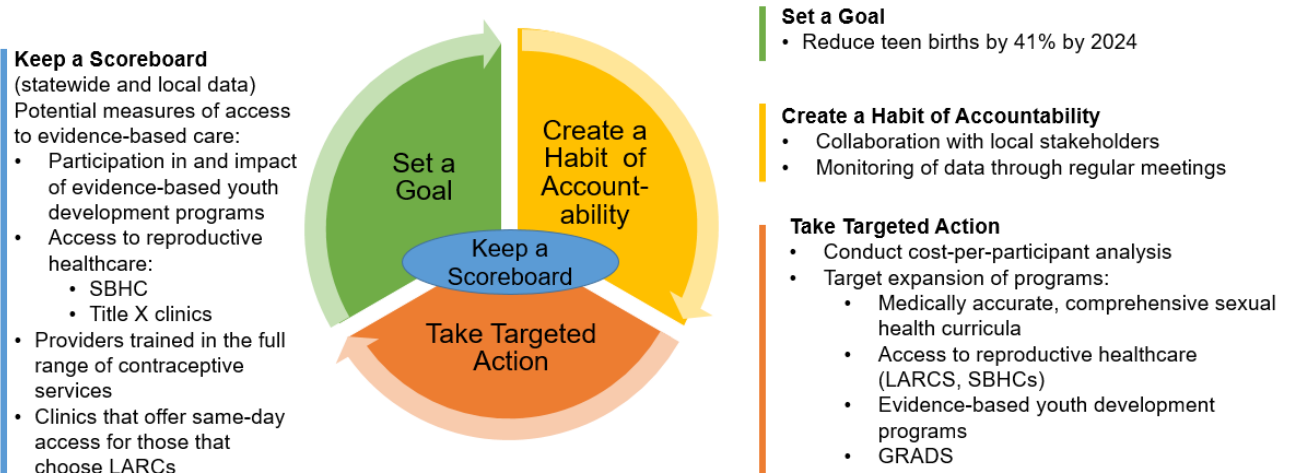 Keep a Scoreboard
(statewide and local data)
Potential measures of access
to evidence-based care:
• Participation in and impact
of evidence-based youth
development programs
• Access to reproductive
healthcare:
• SBHC
• Title X clinics
• Providers trained in the full
range of contraceptive
services
• Clinics that offer same-day
access for those that
choose LARCs
Set a
Goal
Create a
Habit of
Account-
ability
Keep a
Scoreboard
Take Targeted
Action
Set a Goal
• Reduce teen births by 41% by 2024
Create a Habit of Accountability
• Collaboration with local stakeholders
• Monitoring of data through regular meetings
Take Targeted Action
• Conduct cost-per-participant analysis
• Target expansion of programs:
• Medically accurate, comprehensive sexual
health curricula
• Access to reproductive healthcare
(LARCS, SBHCs)
• Evidence-based youth development
programs
• GRADS